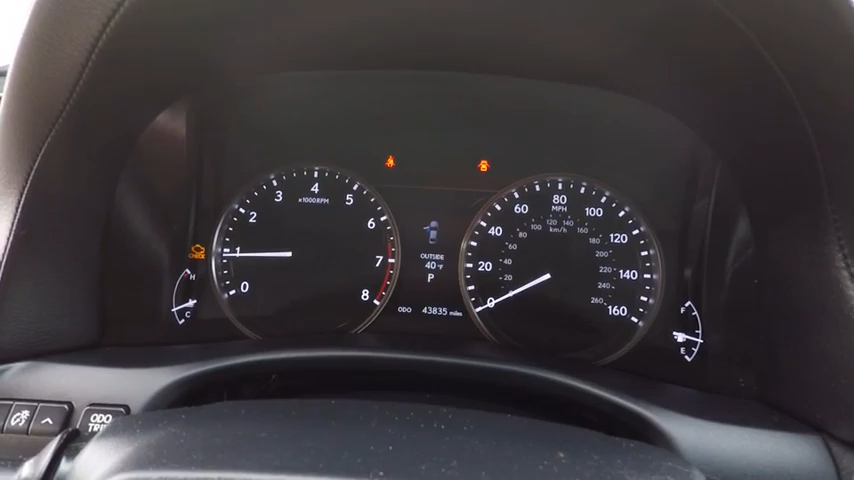 4
3
5
x1000RPM
2
6
1
7
0
8
CHECK
H
C
OUTSIDE
40°F
P
ODO 43835 miles
80
MPH
60
100
40
120
20
140
0
160
120
140
100
160
80
km/h
180
60
200
40
220
20
240
260
F
E
ODO